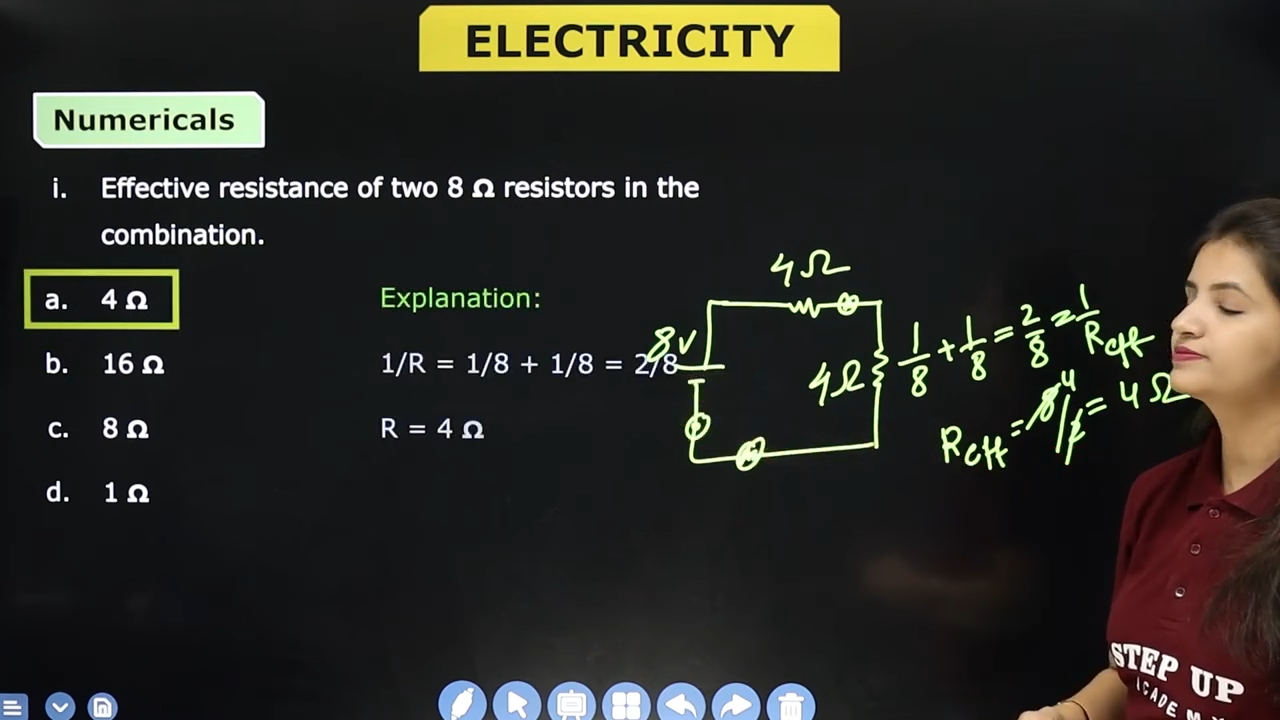 ELECTRICITY
Numericals
i. Effective resistance of two 8 Ω resistors in the
combination.
a. 4 Ω
b. 16 Ω
c. 8 Ω
d. 1 Ω
Explanation:
1/R = 1/8 + 1/8 = 2/8
R = 4 Ω
4Ω
8V
4Ω
1/8 + 1/8 = 2/8 = 1/Reff
Reff = 8/2 = 4Ω
4
STEP UP
ACADEMY